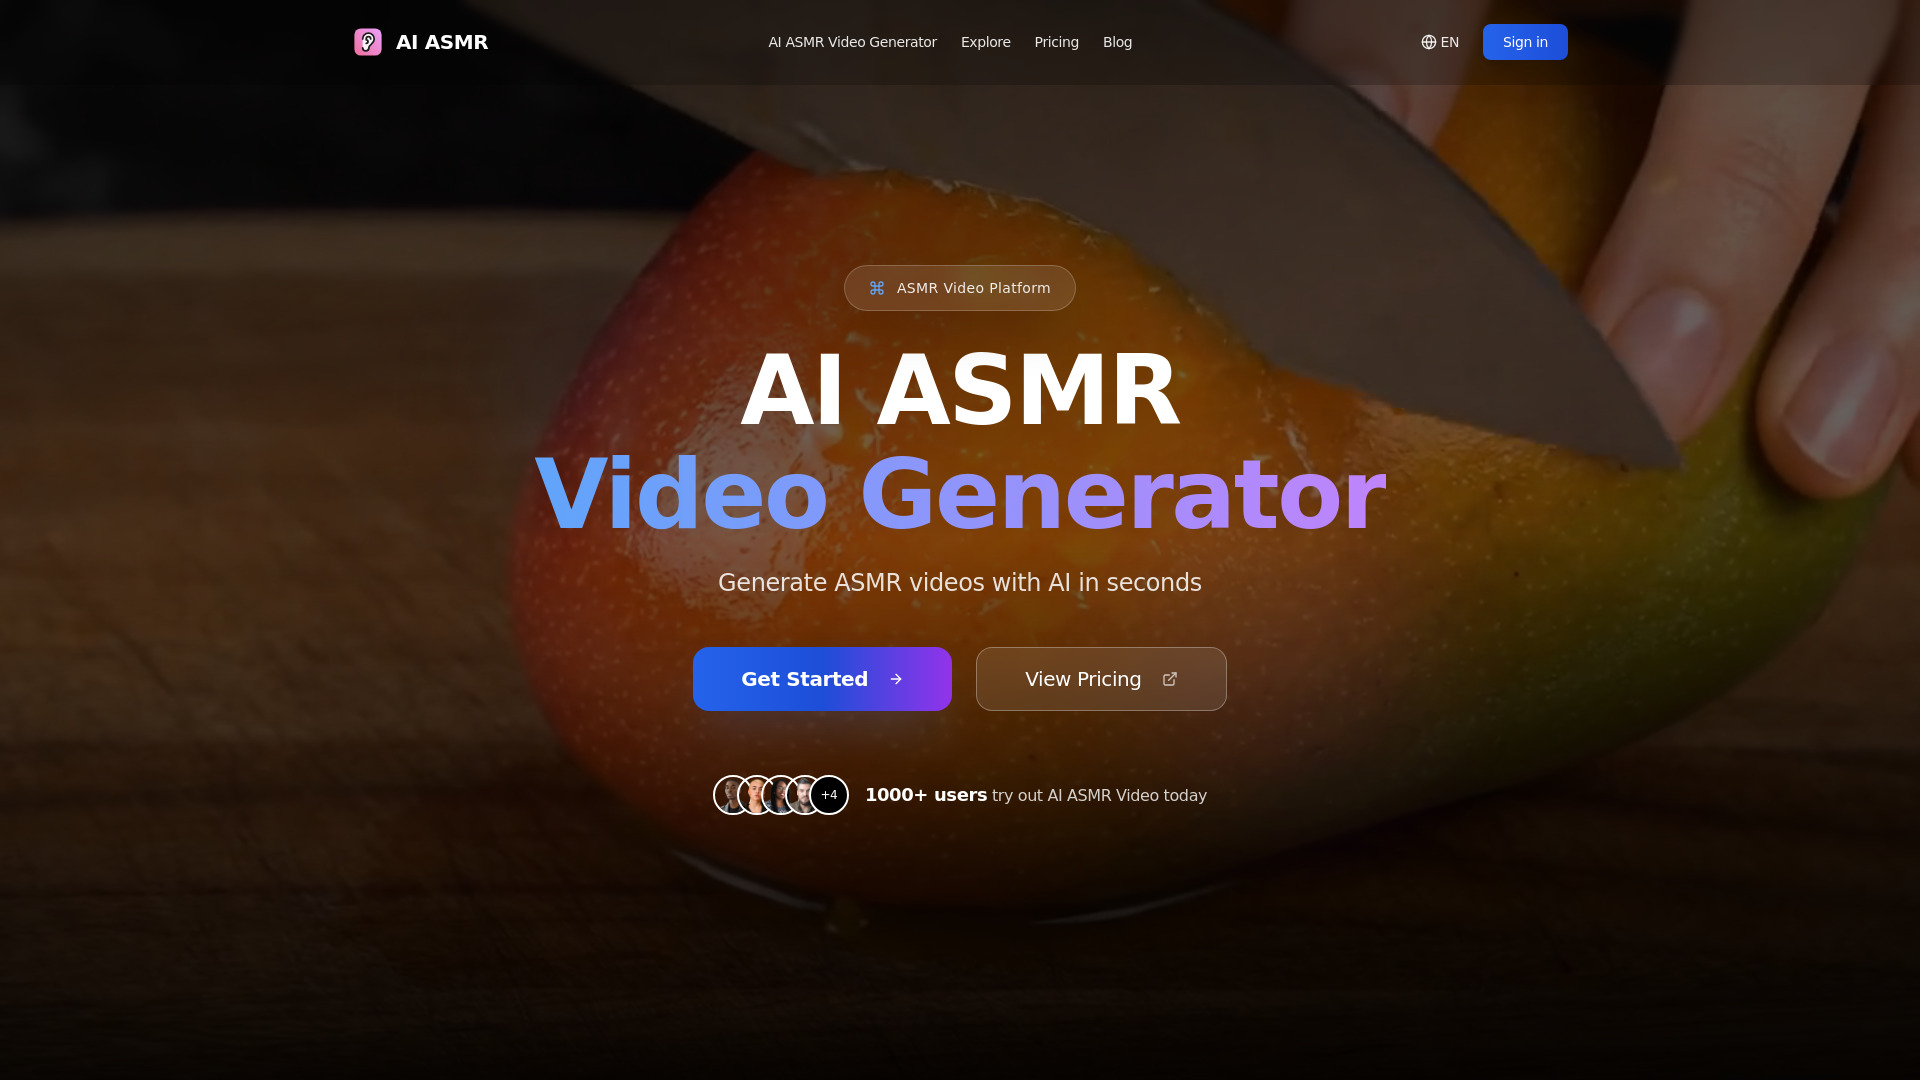 AI ASMR
AI ASMR Video Generator
Explore
Pricing
Blog
EN
Sign in
ASMR Video Platform
AI ASMR
Video Generator
Generate ASMR videos with AI in seconds
Get Started
View Pricing
+4
1000+ users try out AI ASMR Video today